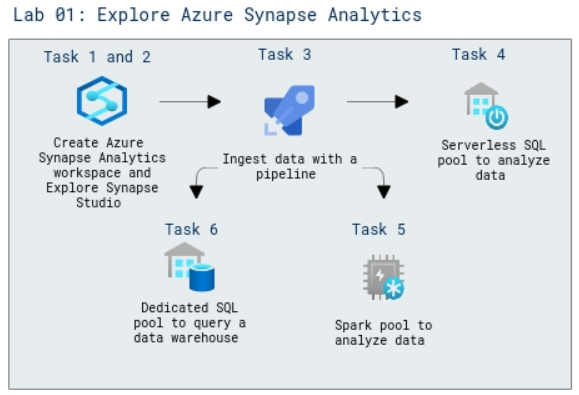 Lab 01: Explore Azure Synapse Analytics
Task 1 and 2
Create Azure
Synapse Analytics
workspace and
Explore Synapse
Studio
Task 3
Ingest data with a
pipeline
Task 4
Serverless SQL
pool to analyze
data
Task 6
Dedicated SQL
pool to query a
data warehouse
Task 5
Spark pool to
analyze data